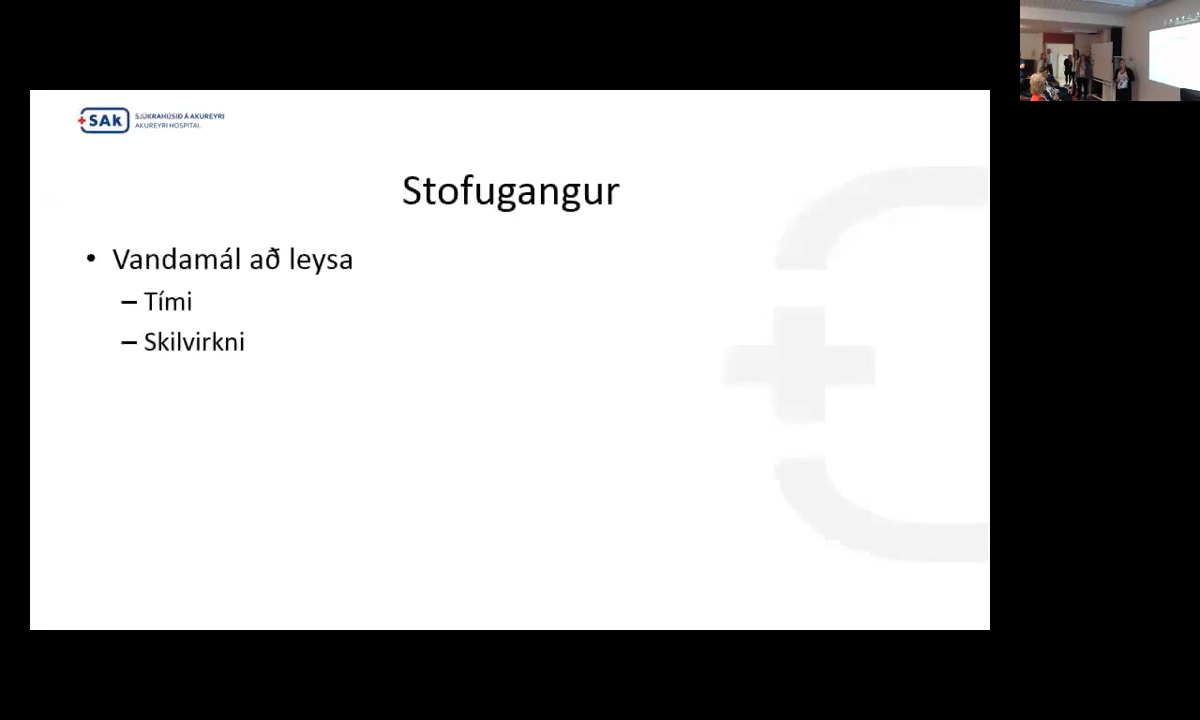 SAk
SJÚKRAHÚSIÐ Á AKUREYRI
AKUREYRI HOSPITAL
Stofugangur
• Vandamál að leysa
– Tími
– Skilvirkni